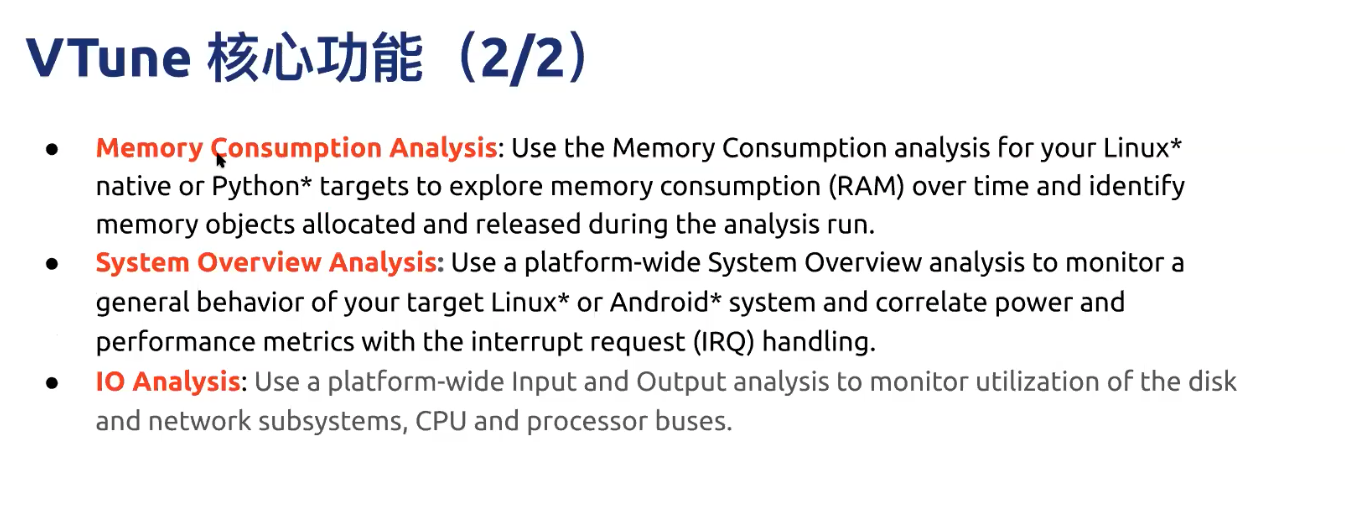 VTune 核心功能（2/2）
● Memory Consumption Analysis: Use the Memory Consumption analysis for your Linux*
native or Python* targets to explore memory consumption (RAM) over time and identify
memory objects allocated and released during the analysis run.
● System Overview Analysis: Use a platform-wide System Overview analysis to monitor a
general behavior of your target Linux* or Android* system and correlate power and
performance metrics with the interrupt request (IRQ) handling.
● IO Analysis: Use a platform-wide Input and Output analysis to monitor utilization of the disk
and network subsystems, CPU and processor buses.